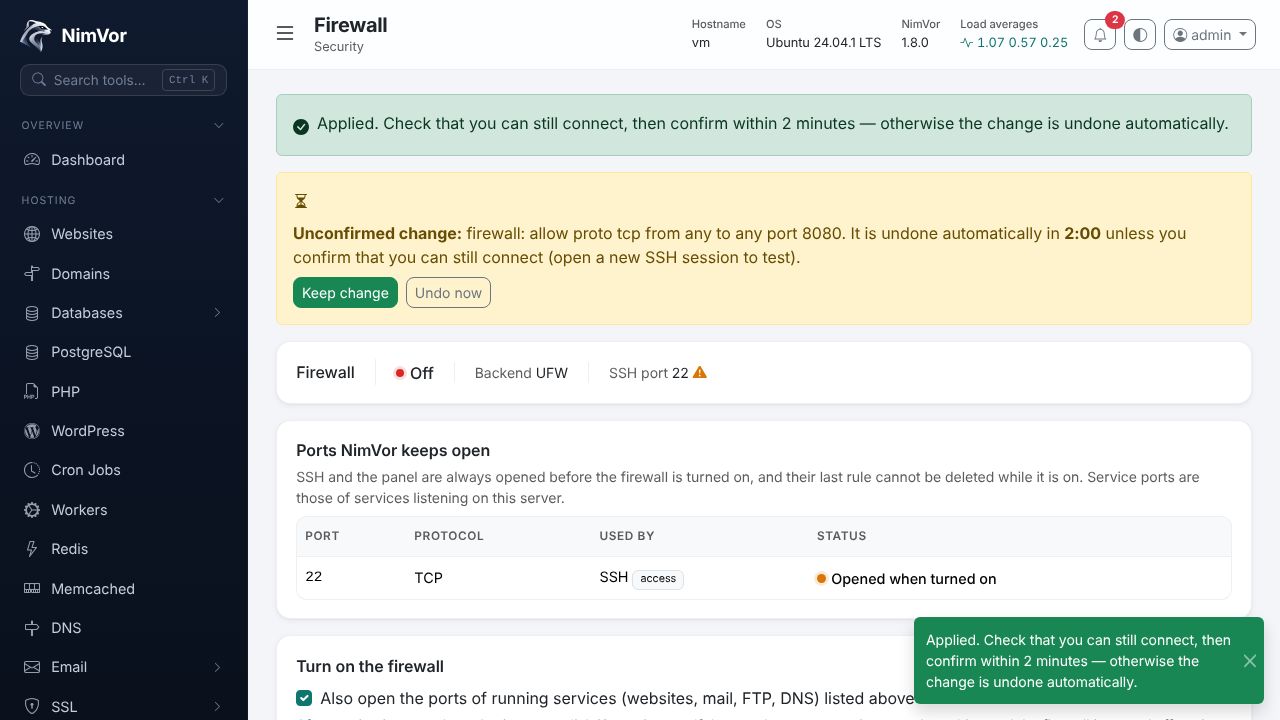 NimVor
Search tools...
Ctrl K
OVERVIEW
Dashboard
HOSTING
Websites
Domains
Databases
PostgreSQL
PHP
WordPress
Cron Jobs
Workers
Redis
Memcached
DNS
Email
SSL
Firewall
Security
Hostname
vm
OS
Ubuntu 24.04.1 LTS
NimVor
1.8.0
Load averages
1.07 0.57 0.25
2
admin
Applied. Check that you can still connect, then confirm within 2 minutes — otherwise the change is undone automatically.
Unconfirmed change: firewall: allow proto tcp from any to any port 8080. It is undone automatically in 2:00 unless you
confirm that you can still connect (open a new SSH session to test).
Keep change
Undo now
Firewall
Off
Backend UFW
SSH port 22
Ports NimVor keeps open
SSH and the panel are always opened before the firewall is turned on, and their last rule cannot be deleted while it is on. Service ports are
those of services listening on this server.
PORT PROTOCOL USED BY STATUS
22 TCP SSH access Opened when turned on
Turn on the firewall
Also open the ports of running services (websites, mail, FTP, DNS) listed above
Applied. Check that you can still connect, then
confirm within 2 minutes — otherwise the
change is undone automatically.